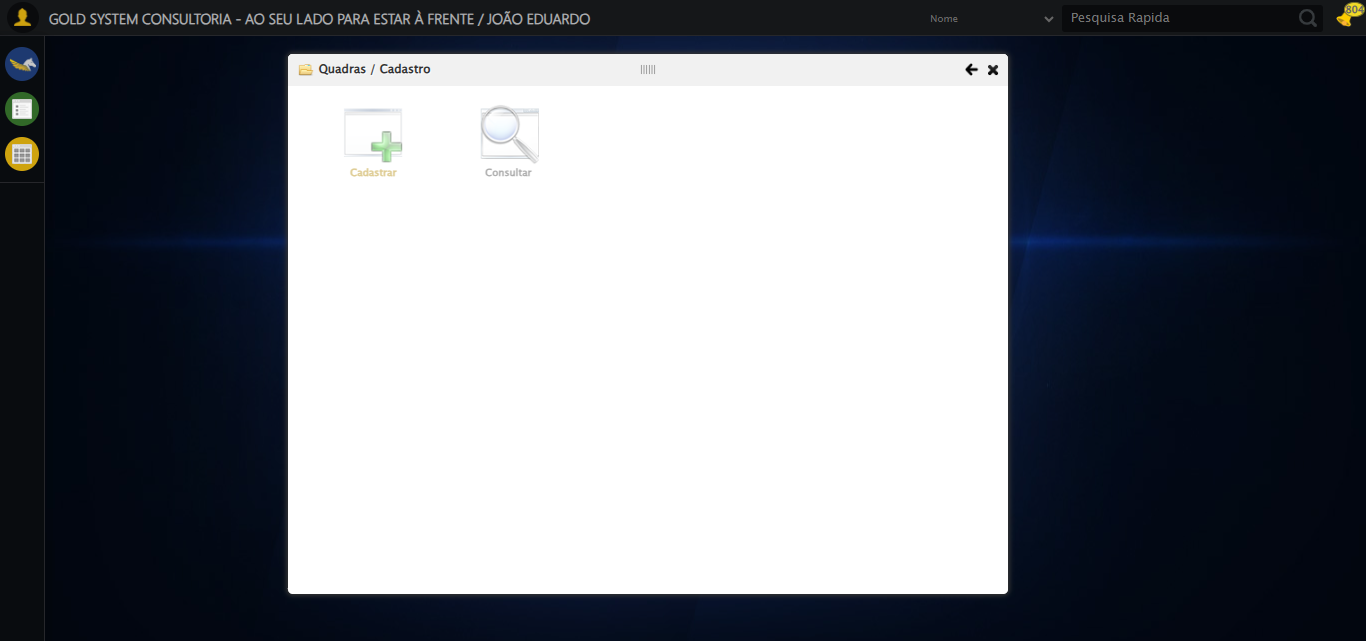 GOLD SYSTEM CONSULTORIA - AO SEU LADO PARA ESTAR À FRENTE / JOÃO EDUARDO
Nome
Pesquisa Rapida
804
Quadras / Cadastro
Cadastrar
Consultar